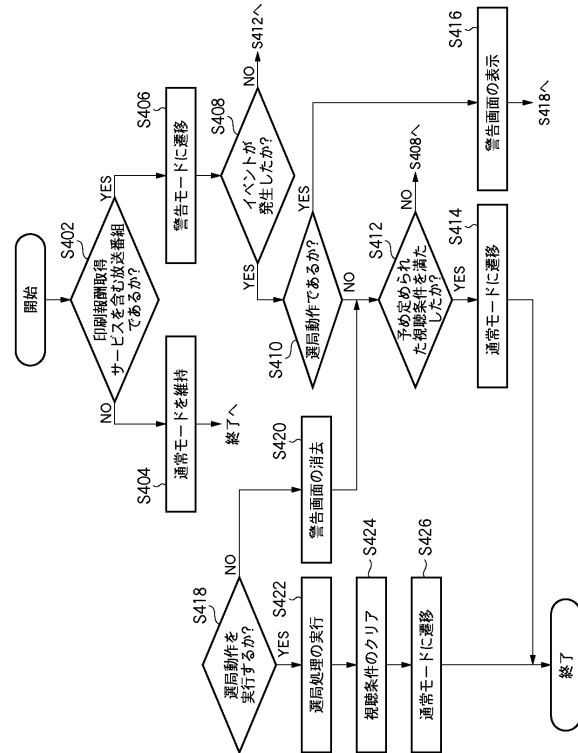 開始
S402
印刷報酬取得
サービスを含む放送番組
であるか?
NO
YES
S404
通常モードを維持
終了へ
S406
警告モードに遷移
S408
イベントが
発生したか?
NO
S412へ
YES
S410
選局動作であるか?
YES
NO
S412
予め定められ
た視聴条件を満た
したか?
NO
S408へ
YES
S414
通常モードに遷移
S416
警告画面の表示
S418へ
S418
選局動作を
実行するか?
NO
YES
S420
警告画面の消去
S422
選局処理の実行
S424
視聴条件のクリア
S426
通常モードに遷移
終了